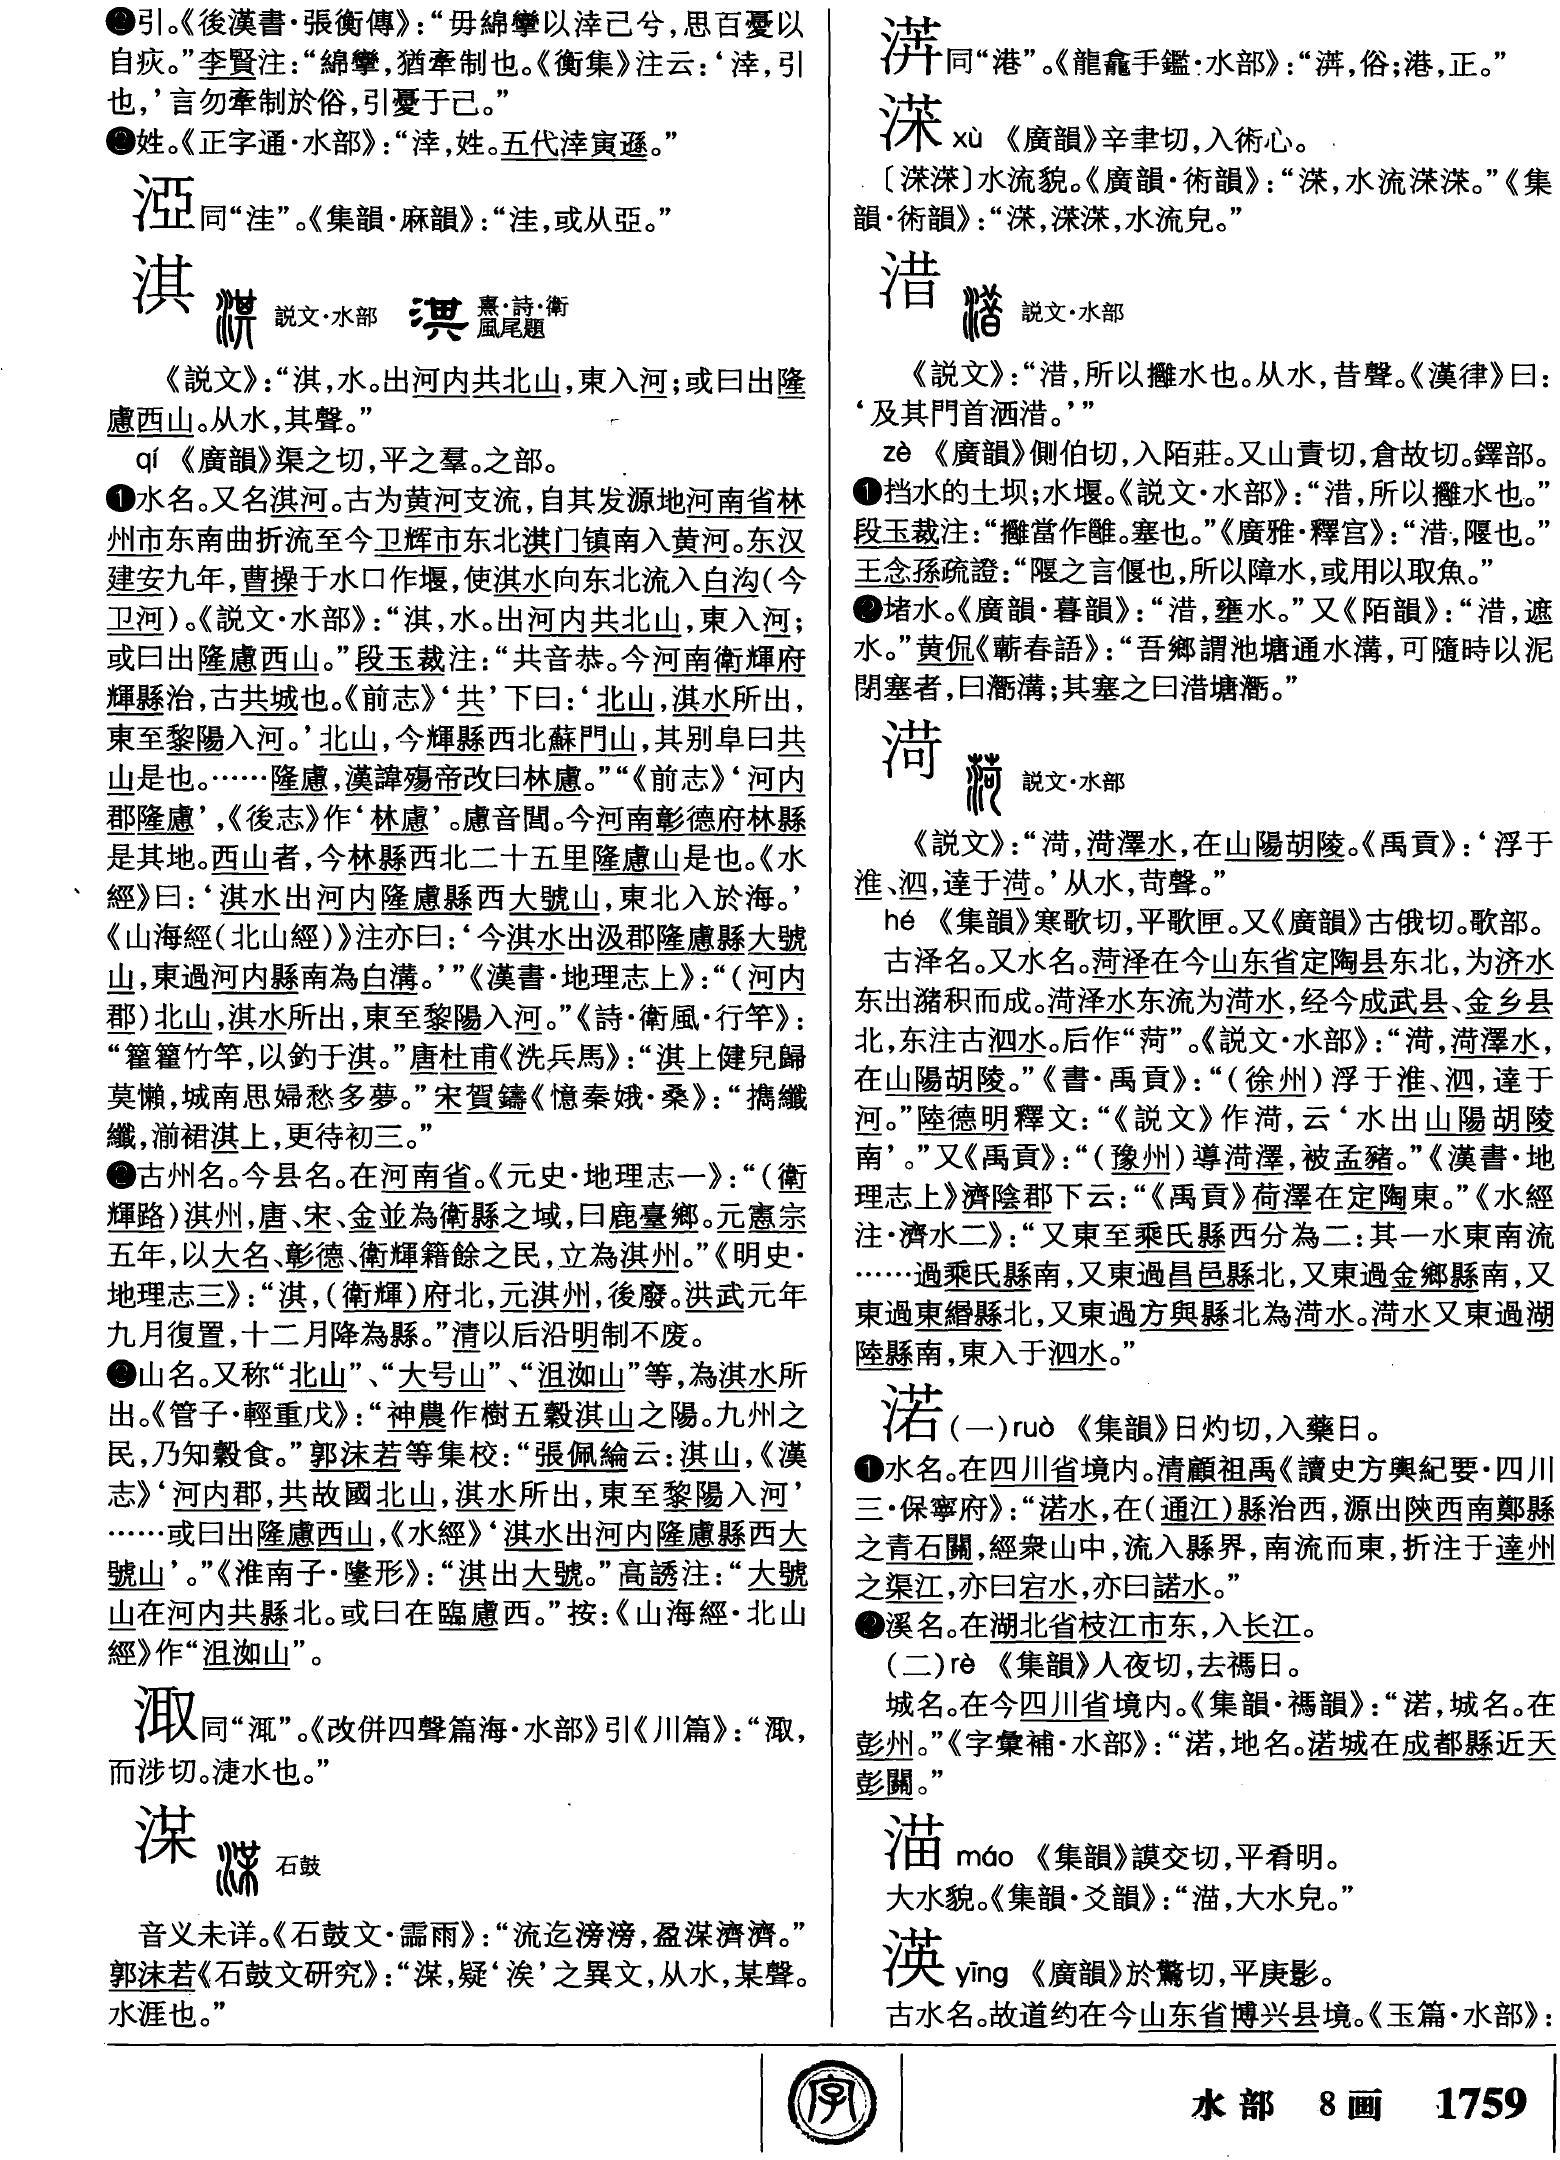 ❷引。《後漢書·張衡傳》：“毋綿攣以涬己兮，思百憂以
自疢。”李賢注：“綿攣，猶牽制也。《衡集》注云：‘涬，引
也，’言勿牽制於俗，引憂于己。”
❸姓。《正字通·水部》：“涬，姓。五代涬寅遜。”
渱同“洼”。《集韻·麻韻》：“洼，或从亞。”
淇 説文·水部 熹·詩·衛
風尾題
《説文》：“淇，水。出河内共北山，東入河；或曰出隆
慮西山。从水，其聲。”
qí 《廣韻》渠之切，平之羣。之部。
❶水名。又名淇河。古为黄河支流，自其发源地河南省林
州市东南曲折流至今卫辉市东北淇门镇南入黄河。东汉
建安九年，曹操于水口作堰，使淇水向东北流入白沟（今
卫河）。《説文·水部》：“淇，水。出河内共北山，東入河；
或曰出隆慮西山。”段玉裁注：“共音恭。今河南衛輝府
輝縣治，古共城也。《前志》‘共’下曰：‘北山，淇水所出，
東至黎陽入河。’北山，今輝縣西北蘇門山，其别阜曰共
山是也。……隆慮，漢諱殤帝改曰林慮。”“《前志》‘河内
郡隆慮’，《後志》作‘林慮’。慮音閭。今河南彰德府林縣
是其地。西山者，今林縣西北二十五里隆慮山是也。《水
經》曰：‘淇水出河内隆慮縣西大號山，東北入於海。’
《山海經（北山經）》注亦曰：‘今淇水出汲郡隆慮縣大號
山，東過河内縣南為白溝。’”《漢書·地理志上》：“（河内
郡）北山，淇水所出，東至黎陽入河。”《詩·衛風·竹竿》：
“籊籊竹竿，以釣于淇。”唐杜甫《洗兵馬》：“淇上健兒歸
莫懶，城南思婦愁多夢。”宋賀鑄《憶秦娥·桑》：“擕纖
纖，湔裙淇上，更待初三。”
❷古州名。今县名。在河南省。《元史·地理志一》：“（衛
輝路）淇州，唐、宋、金並為衛縣之域，曰鹿臺鄉。元憲宗
五年，以大名、彰德、衛輝籍餘之民，立為淇州。”《明史·
地理志三》：“淇，（衛輝）府北，元淇州，後廢。洪武元年
九月復置，十二月降為縣。”清以后沿明制不废。
❸山名。又称“北山”、“大号山”、“沮洳山”等，為淇水所
出。《管子·輕重戊》：“神農作樹五穀淇山之陽。九州之
民，乃知穀食。”郭沫若等集校：“張佩綸云：淇山，《漢
志》‘河内郡，共故國北山，淇水所出，東至黎陽入河’
……或曰出隆慮西山，《水經》‘淇水出河内隆慮縣西大
號山’。”《淮南子·墬形》：“淇出大號。”高誘注：“大號
山在河内共縣北。或曰在臨慮西。”按：《山海經·北山
經》作“沮洳山”。
㴇同“浭”。《改併四聲篇海·水部》引《川篇》：“，
而涉切。淁水也。”
渁 石鼓
音义未详。《石鼓文·霝雨》：“流迄滂滂，盈渫濟濟。”
郭沫若《石鼓文研究》：“，疑‘涘’之異文，从水，某聲。
水涯也。”
同“港”。《龍龕手鑑·水部》：“，俗；港，正。”
xù 《廣韻》辛聿切，入術心。
〔〕水流貌。《廣韻·術韻》：“，水流。”《集
韻·術韻》：“，水流皃。”
浩 説文·水部
《説文》：“浩，所以𤅬水也。从水，昔聲。《漢律》曰：
‘及其門首洒浩。’”
zè 《廣韻》側伯切，入陌莊。又山責切，倉故切。鐸部。
❶挡水的土坝；水堰。《説文·水部》：“，所以水也。”
段玉裁注：“當作。塞也。”《廣雅·釋宫》：“，隁也。”
王念孫疏證：“隁之言偃也，所以障水，或用以取魚。”
❷堵水。《廣韻·暮韻》：“，壅水。”又《陌韻》：“，遮
水。”黄侃《蘄春語》：“吾鄉謂池塘通水溝，可隨時以泥
閉塞者，曰溝；其塞之曰塘。”
渮 説文·水部
《説文》：“渮，渮澤水，在山陽胡陵。《禹貢》：‘浮于
淮、泗，達于渮。’从水，苛聲。”
hé 《集韻》寒歌切，平歌匣。又《廣韻》古俄切。歌部。
古泽名。又水名。菏泽在今山东省定陶县东北，为济水
东出潴积而成。渮泽水东流为渮水，经今成武县、金乡县
北，东注古泗水。后作“菏”。《説文·水部》：“渮，渮澤水，
在山陽胡陵。”《書·禹貢》：“（徐州）浮于淮、泗，達于
河。”陸德明釋文：“《説文》作渮，云‘水出山陽胡陵
南’。”又《禹貢》：“（豫州）導渮澤，被孟豬。”《漢書·地
理志上》濟陰郡下云：“《禹貢》荷澤在定陶東。”《水經
注·濟水二》：“又東至乘氏縣西分為二：其一水東南流
……過乘氏縣南，又東過昌邑縣北，又東過金鄉縣南，又
東過東緡縣北，又東過方與縣北為渮水。渮水又東過湖
陸縣南，東入于泗水。”
渃（一）ruò 《集韻》日灼切，入藥日。
❶水名。在四川省境内。清顧祖禹《讀史方輿紀要·四川
三·保寧府》：“渃水，在（通江）縣治西，源出陝西南鄭縣
之青石關，經衆山中，流入縣界，南流而東，折注于達州
之渠江，亦曰宕水，亦曰諾水。”
❷溪名。在湖北省枝江市东，入长江。
（二）rè 《集韻》人夜切，去禡日。
城名。在今四川省境内。《集韻·禡韻》：“渃，城名。在
彭州。”《字彙補·水部》：“渃，地名。渃城在成都縣近天
彭關。”
渵 máo 《集韻》謨交切，平肴明。
大水貌。《集韻·爻韻》：“，大水皃。”
渶 yīng 《廣韻》於驚切，平庚影。
古水名。故道约在今山东省博兴县境。《玉篇·水部》：
字
水部 8画 1759